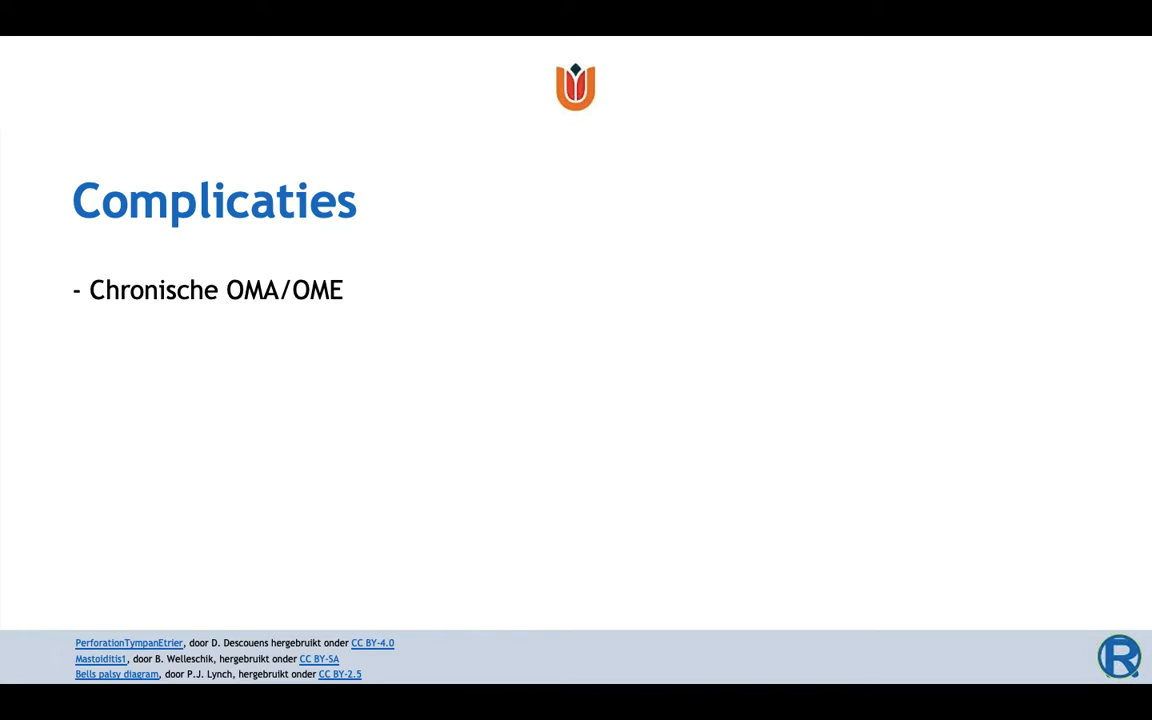 Complicaties
- Chronische OMA/OME
PerforationTympanEtrier, door D. Descouens hergebruikt onder CC BY-4.0
Mastoiditis1, door B. Welleschik, hergebruikt onder CC BY-SA
Bells palsy diagram, door P.J. Lynch, hergebruikt onder CC BY-2.5
R